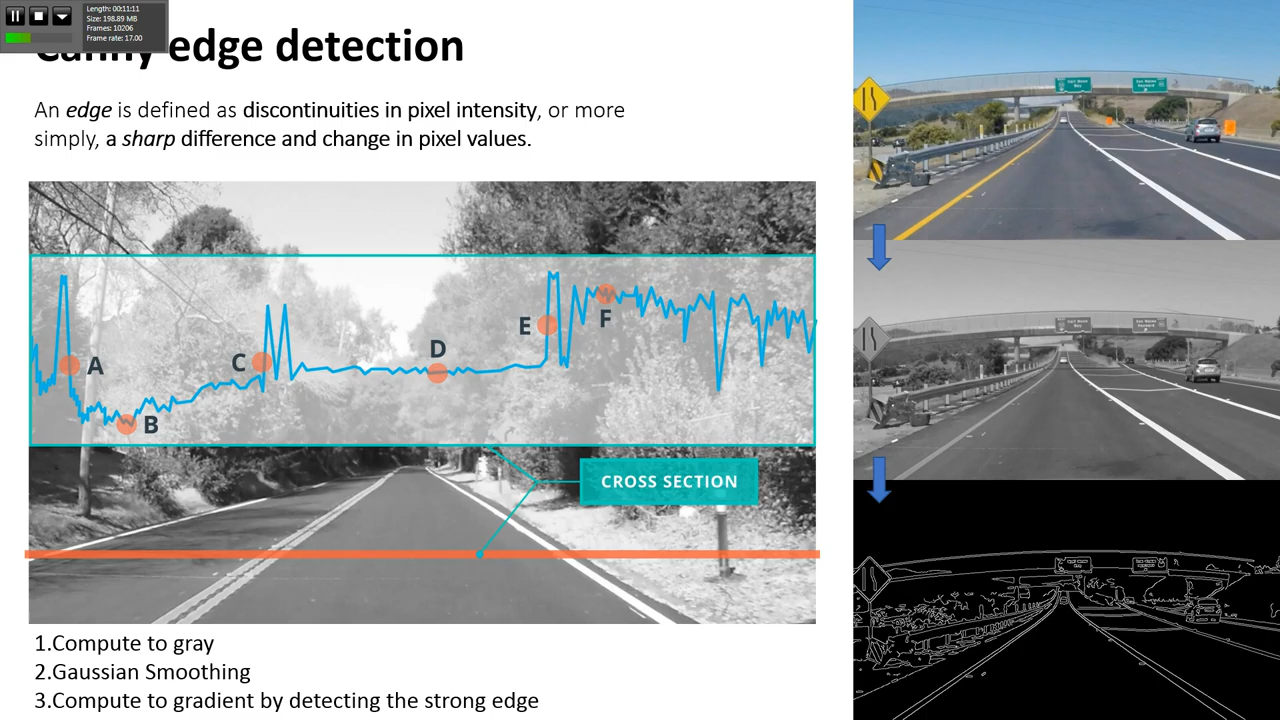 Length: 00:11:11
Size: 198.89 MB
Frames: 10206
Frame rate: 17.00
Canny edge detection
An edge is defined as discontinuities in pixel intensity, or more
simply, a sharp difference and change in pixel values.
A
B
C
D
E
F
CROSS SECTION
1.Compute to gray
2.Gaussian Smoothing
3.Compute to gradient by detecting the strong edge